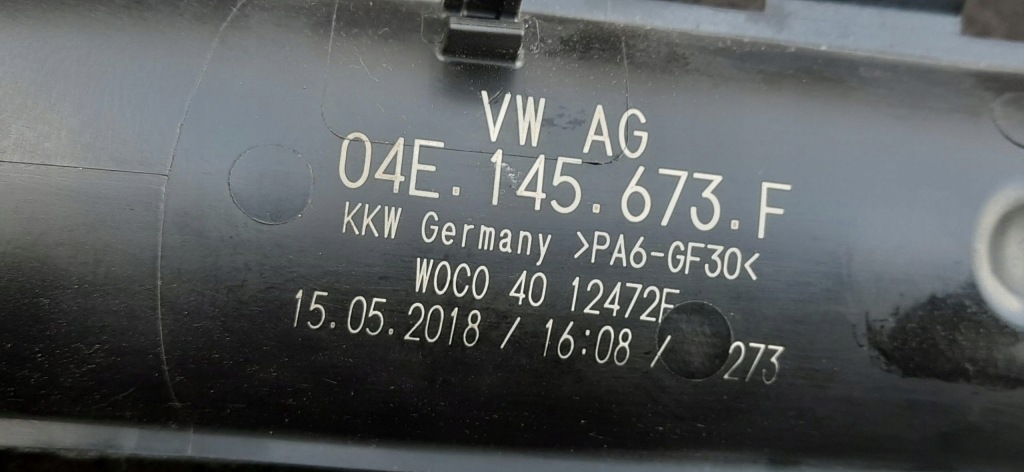 VW AG
04E.145.673.F
KKW Germany >PA6-GF30<
WOCO 40 12472F
15.05.2018 / 16:08 / 273